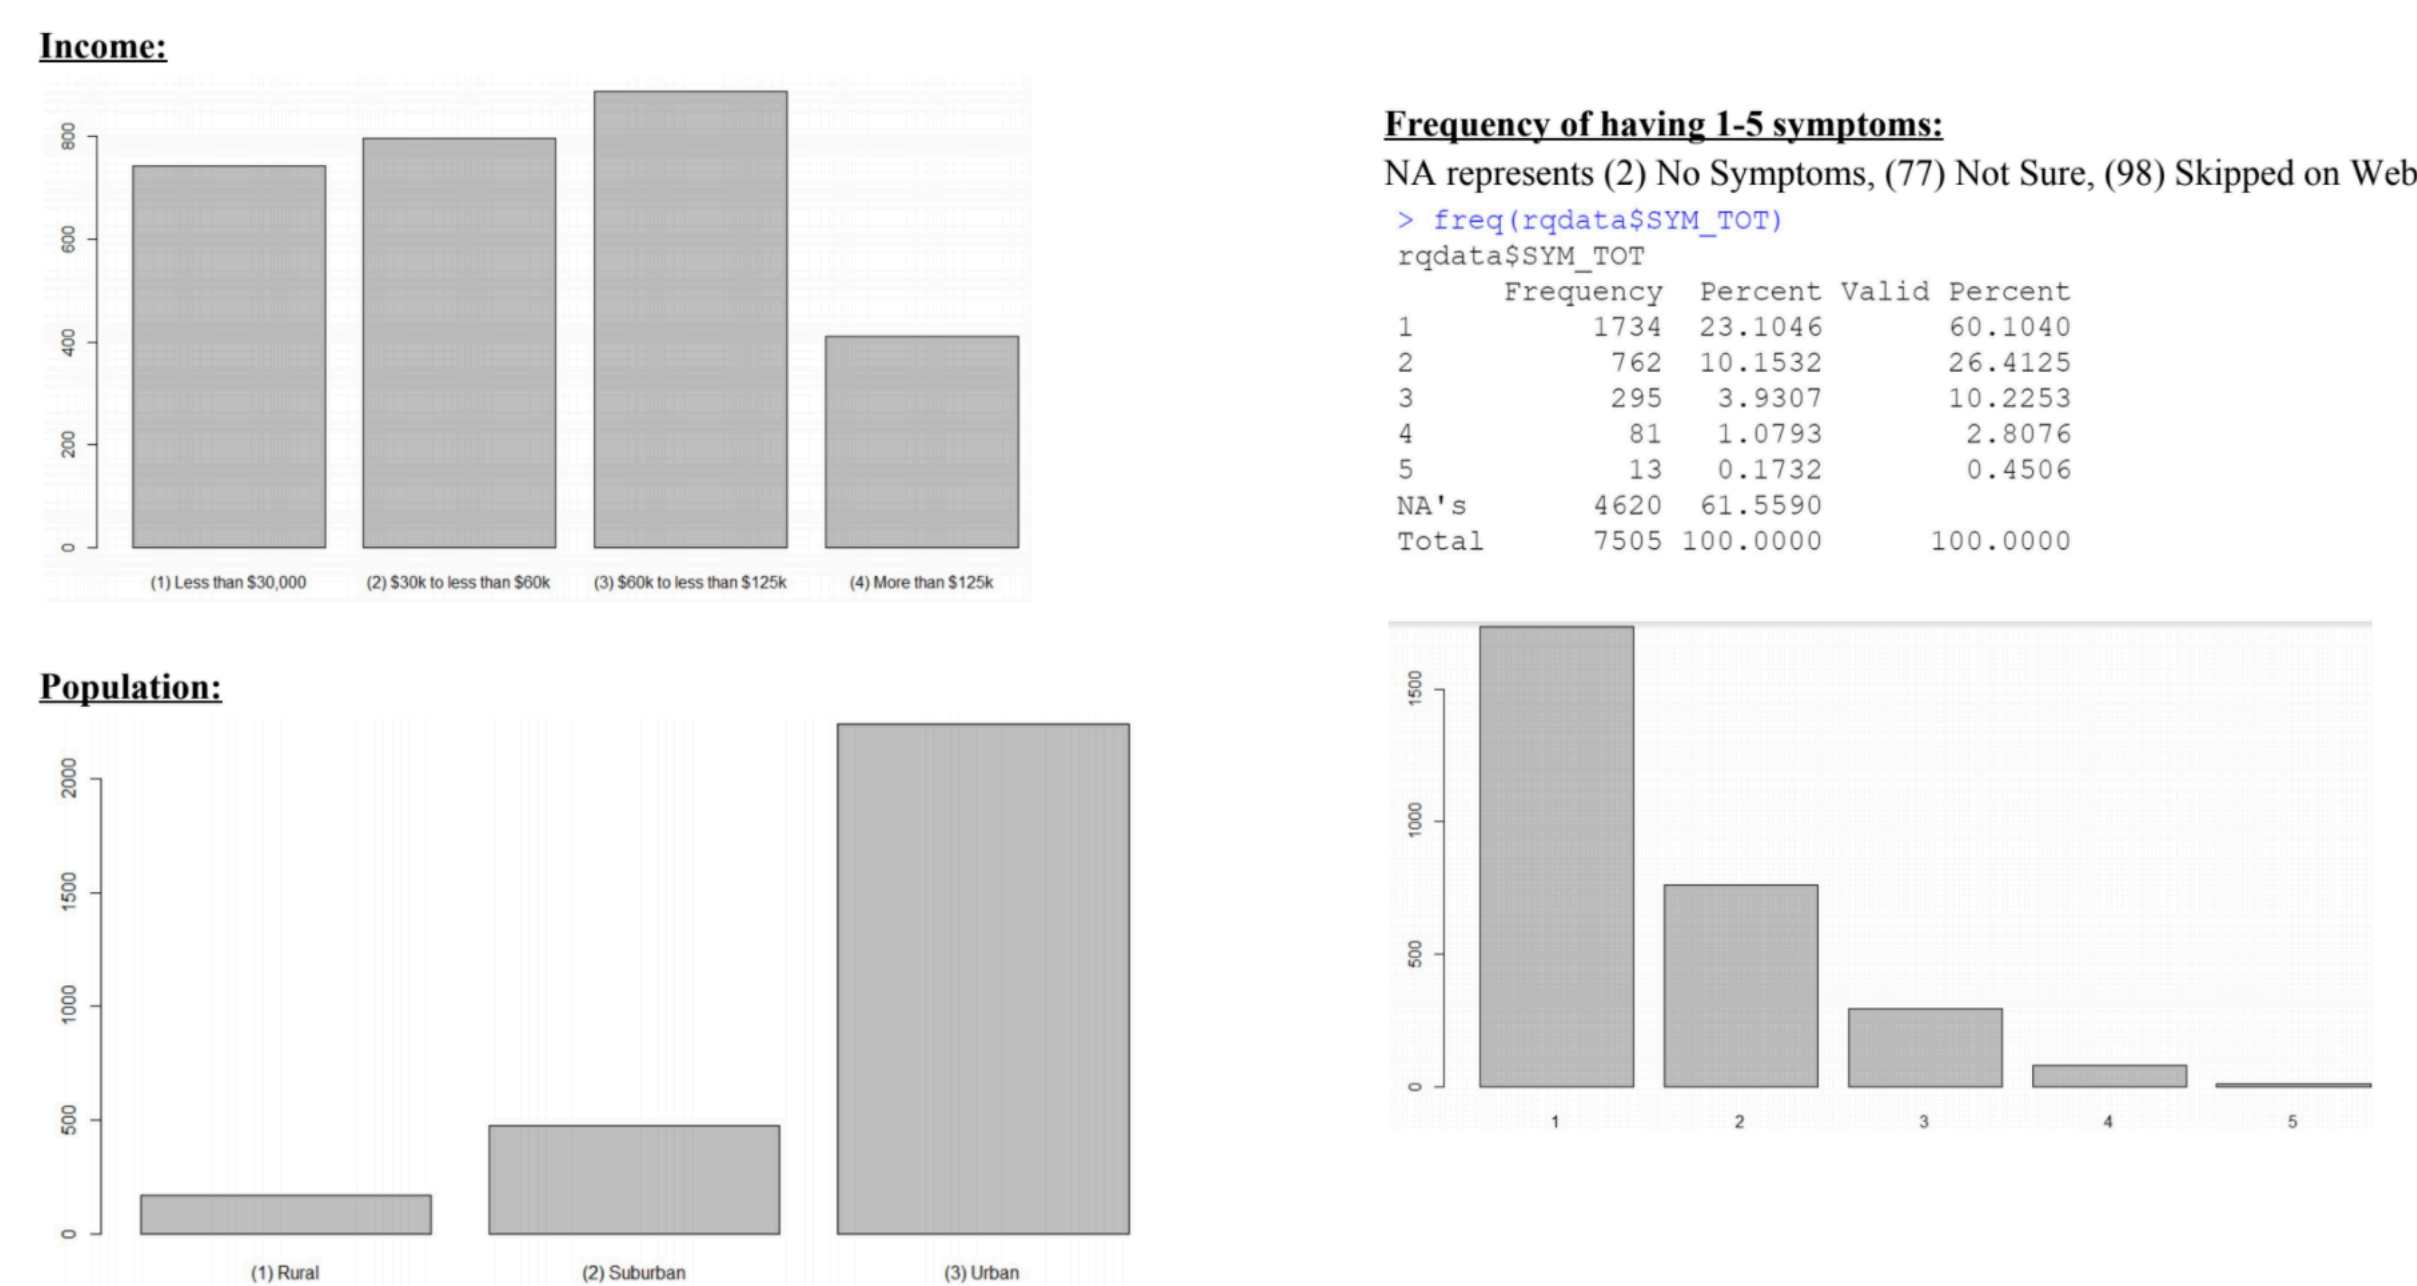 Income:
800
600
400
200
0
(1) Less than $30,000 (2) $30k to less than $60k (3) $60k to less than $125k (4) More than $125k
Population:
2000
1500
1000
500
0
(1) Rural (2) Suburban (3) Urban
Frequency of having 1-5 symptoms:
NA represents (2) No Symptoms, (77) Not Sure, (98) Skipped on Web
> freq(rqdata$SYM_TOT)
rqdata$SYM_TOT
Frequency Percent Valid Percent
1 1734 23.1046 60.1040
2 762 10.1532 26.4125
3 295 3.9307 10.2253
4 81 1.0793 2.8076
5 13 0.1732 0.4506
NA's 4620 61.5590
Total 7505 100.0000 100.0000
1500
1000
500
0
1 2 3 4 5